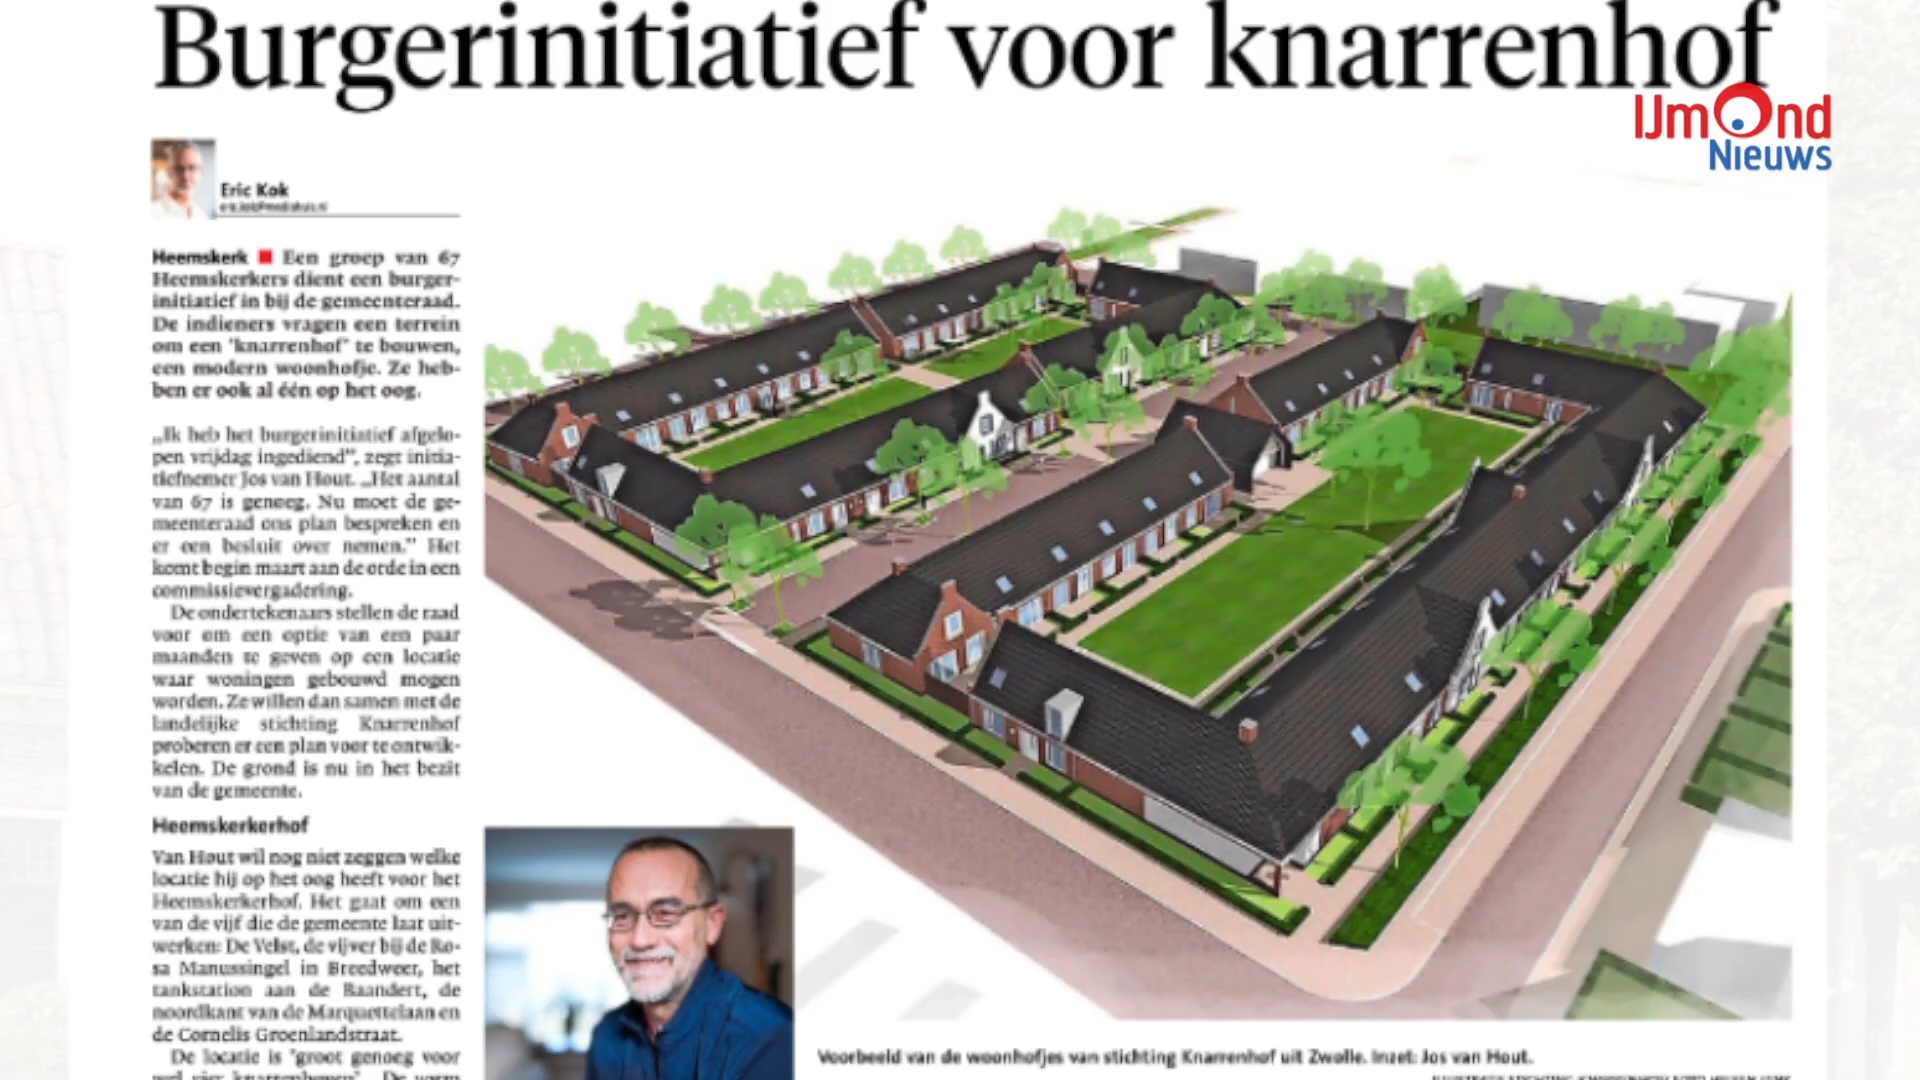 Burgerinitiatief voor knarrenhof
IJmond
Nieuws
Eric Kok
Heemskerk ■ Een groep van 67
Heemskerkers dient een burger-
initiatief in bij de gemeenteraad.
De indieners vragen een terrein
om een 'knarrenhof' te bouwen,
een modern woonhofje. Ze heb-
ben er ook al één op het oog.
„Ik heb het burgerinitiatief afgelo-
pen vrijdag ingediend”, zegt initia-
tiefnemer Jos van Hout. „Het aantal
van 67 is genoeg. Nu moet de ge-
meenteraad ons plan bespreken en
er een besluit over nemen.” Het
komt begin maart aan de orde in een
commissievergadering.
De ondertekenaars stellen de raad
voor om een optie van een paar
maanden te geven op een locatie
waar woningen gebouwd mogen
worden. Ze willen dan samen met de
landelijke stichting Knarrenhof
proberen er een plan voor te ontwik-
kelen. De grond is nu in het bezit
van de gemeente.
Heemskerkerhof
Van Hout wil nog niet zeggen welke
locatie hij op het oog heeft voor het
Heemskerkerhof. Het gaat om een
van de vijf die de gemeente laat uit-
werken: De Velst, de vijver bij de Ro-
sa Manussingel in Breedweer, het
tankstation aan de Baandert, de
noordkant van de Marquettelaan en
de Cornelis Groenlandstraat.
De locatie is 'groot genoeg voor
Voorbeeld van de woonhofjes van stichting Knarrenhof uit Zwolle. Inzet: Jos van Hout.